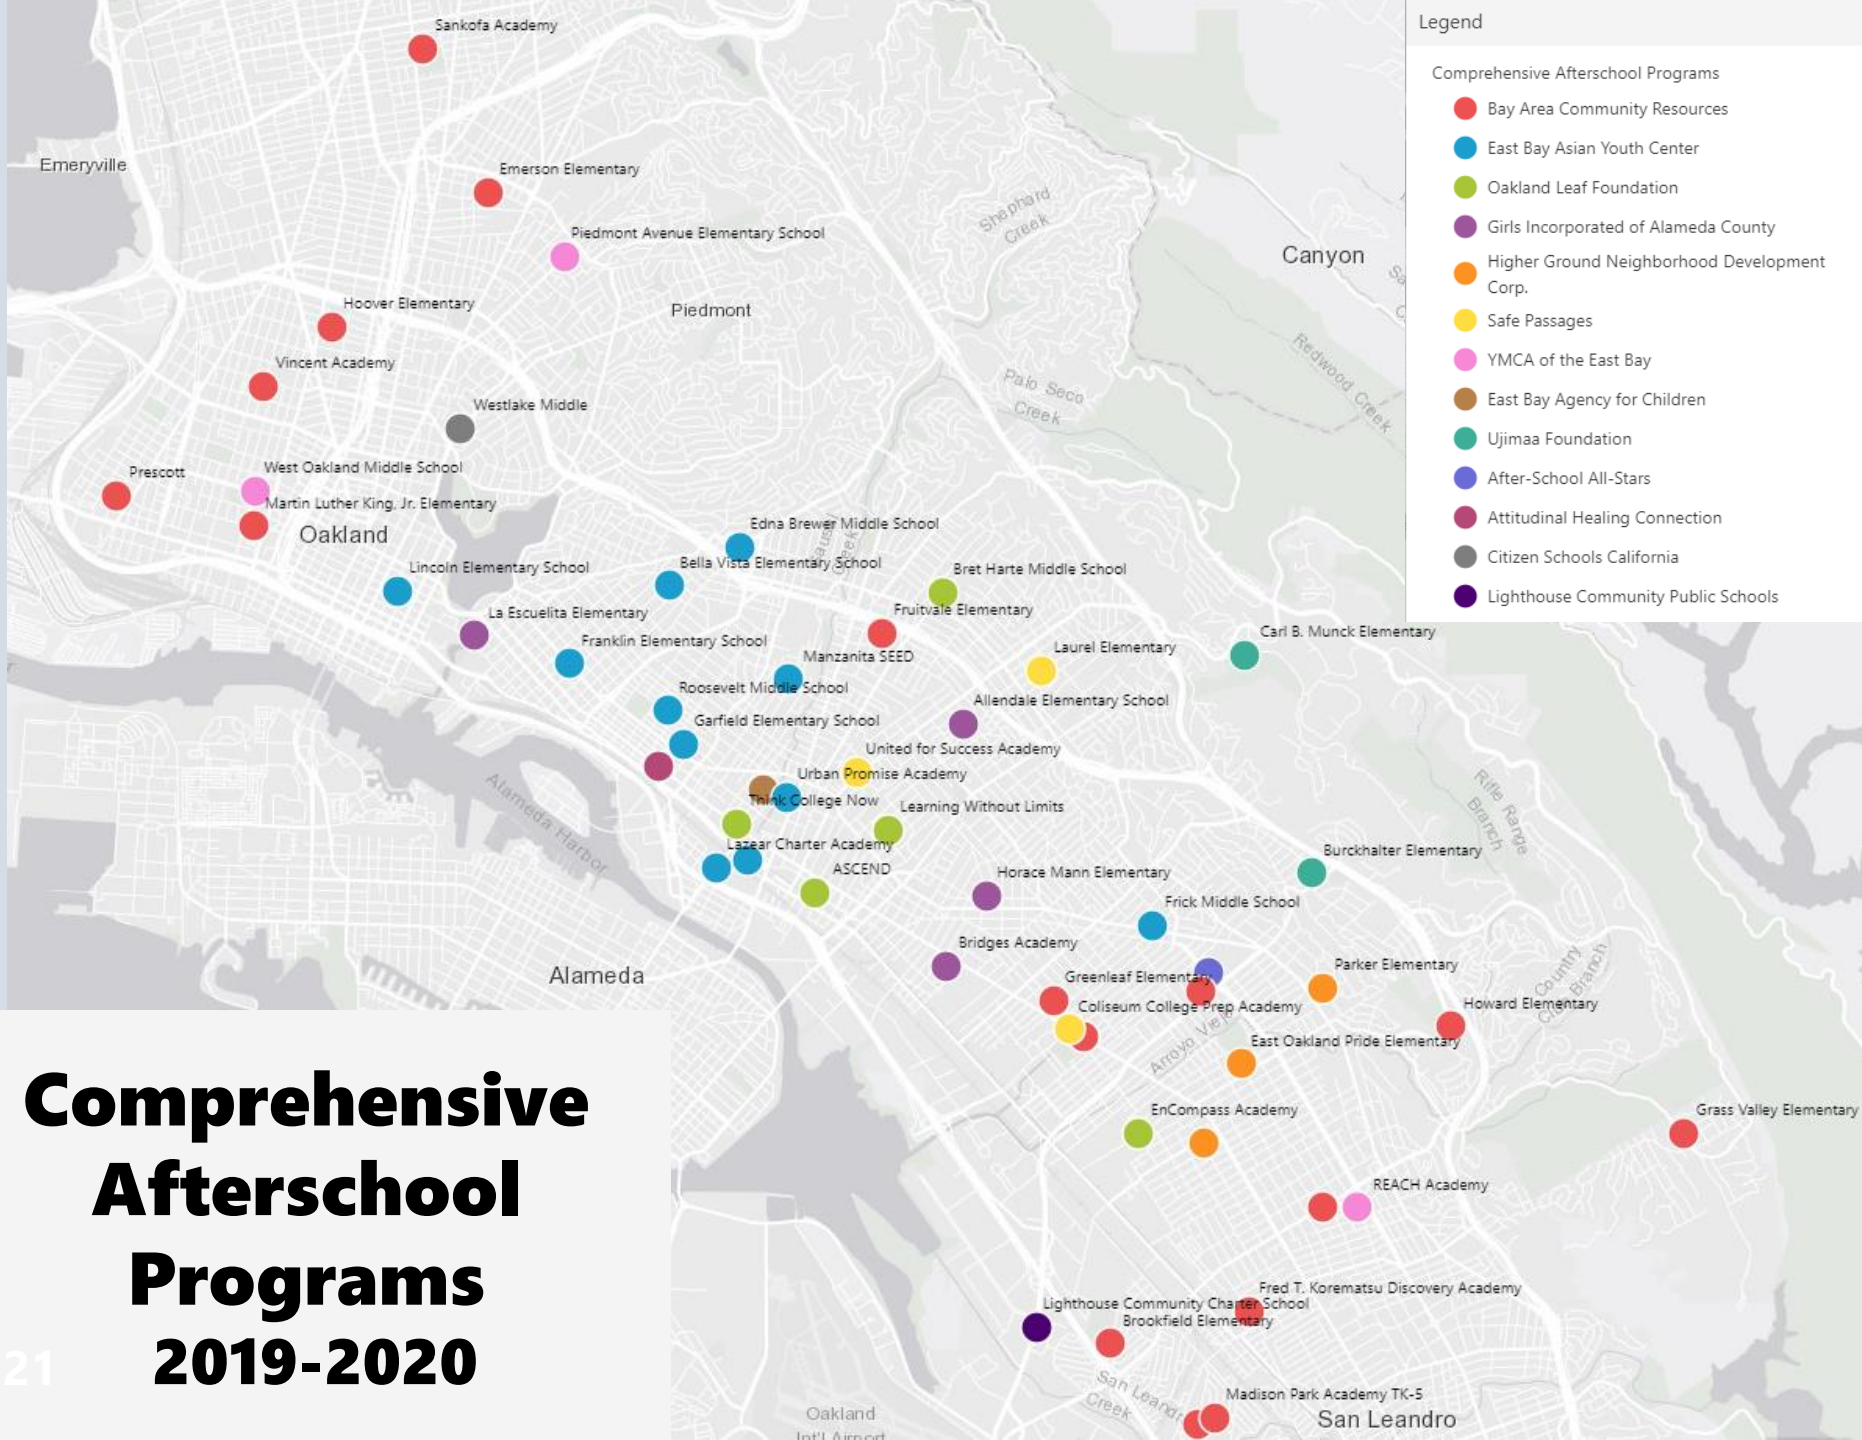 Sankofa Academy
Emeryville
Emerson Elementary
Piedmont Avenue Elementary School
Shephard
Creek
Canyon
Hoover Elementary
Piedmont
Vincent Academy
Redwood Creek
Palo Seco
Creek
Westlake Middle
Prescott
West Oakland Middle School
Martin Luther King, Jr. Elementary
Oakland
Edna Brewer Middle School
Bella Vista Elementary School
Creek
Lincoln Elementary School
Bret Harte Middle School
La Escuelita Elementary
Fruitvale Elementary
Franklin Elementary School
Carl B. Munck Elementary
Manzanita SEED
Laurel Elementary
Roosevelt Middle School
Allendale Elementary School
Garfield Elementary School
United for Success Academy
Urban Promise Academy
Think College Now
Learning Without Limits
Alameda Harbor
Rifle Range
Branch
Lazear Charter Academy
ASCEND
Burckhalter Elementary
Horace Mann Elementary
Frick Middle School
Bridges Academy
Alameda
Greenleaf Elementary
Parker Elementary
Country
Branch
Coliseum College Prep Academy
Howard Elementary
Arroyo Viejo
East Oakland Pride Elementary
EnCompass Academy
Grass Valley Elementary
REACH Academy
Fred T. Korematsu Discovery Academy
Lighthouse Community Charter School
Brookfield Elementary
San Leandr
Creek
Madison Park Academy TK-5
San Leandro
Oakland
Int'l Airport
Legend
Comprehensive Afterschool Programs
Bay Area Community Resources
East Bay Asian Youth Center
Oakland Leaf Foundation
Girls Incorporated of Alameda County
Higher Ground Neighborhood Development
Corp.
Safe Passages
YMCA of the East Bay
East Bay Agency for Children
Ujimaa Foundation
After-School All-Stars
Attitudinal Healing Connection
Citizen Schools California
Lighthouse Community Public Schools
Comprehensive
Afterschool
Programs
2019-2020
21